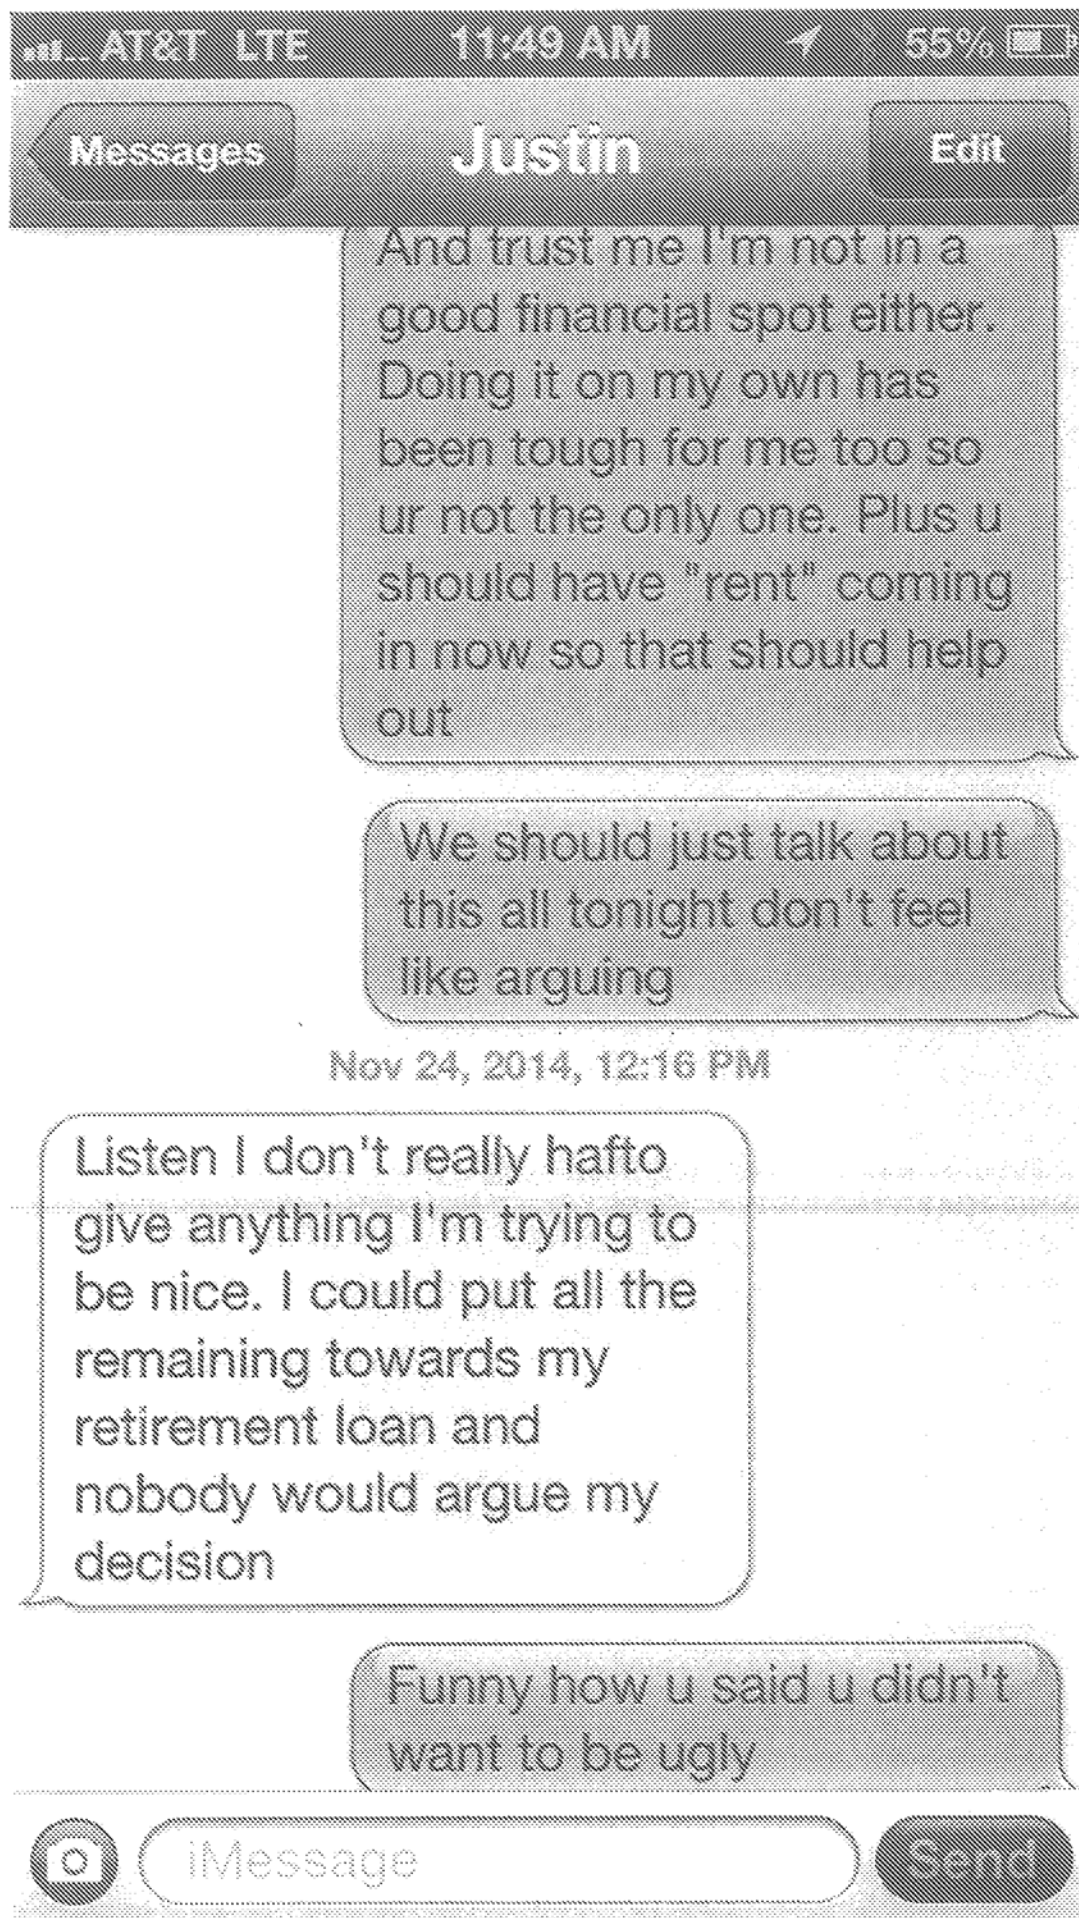 AT&T LTE 11:49 AM 55%
Messages Justin Edit
And trust me I'm not in a
good financial spot either.
Doing it on my own has
been tough for me too so
ur not the only one. Plus u
should have "rent" coming
in now so that should help
out
We should just talk about
this all tonight don't feel
like arguing
Nov 24, 2014, 12:16 PM
Listen I don't really hafto
give anything I'm trying to
be nice. I could put all the
remaining towards my
retirement loan and
nobody would argue my
decision
Funny how u said u didn't
want to be ugly
iMessage Send